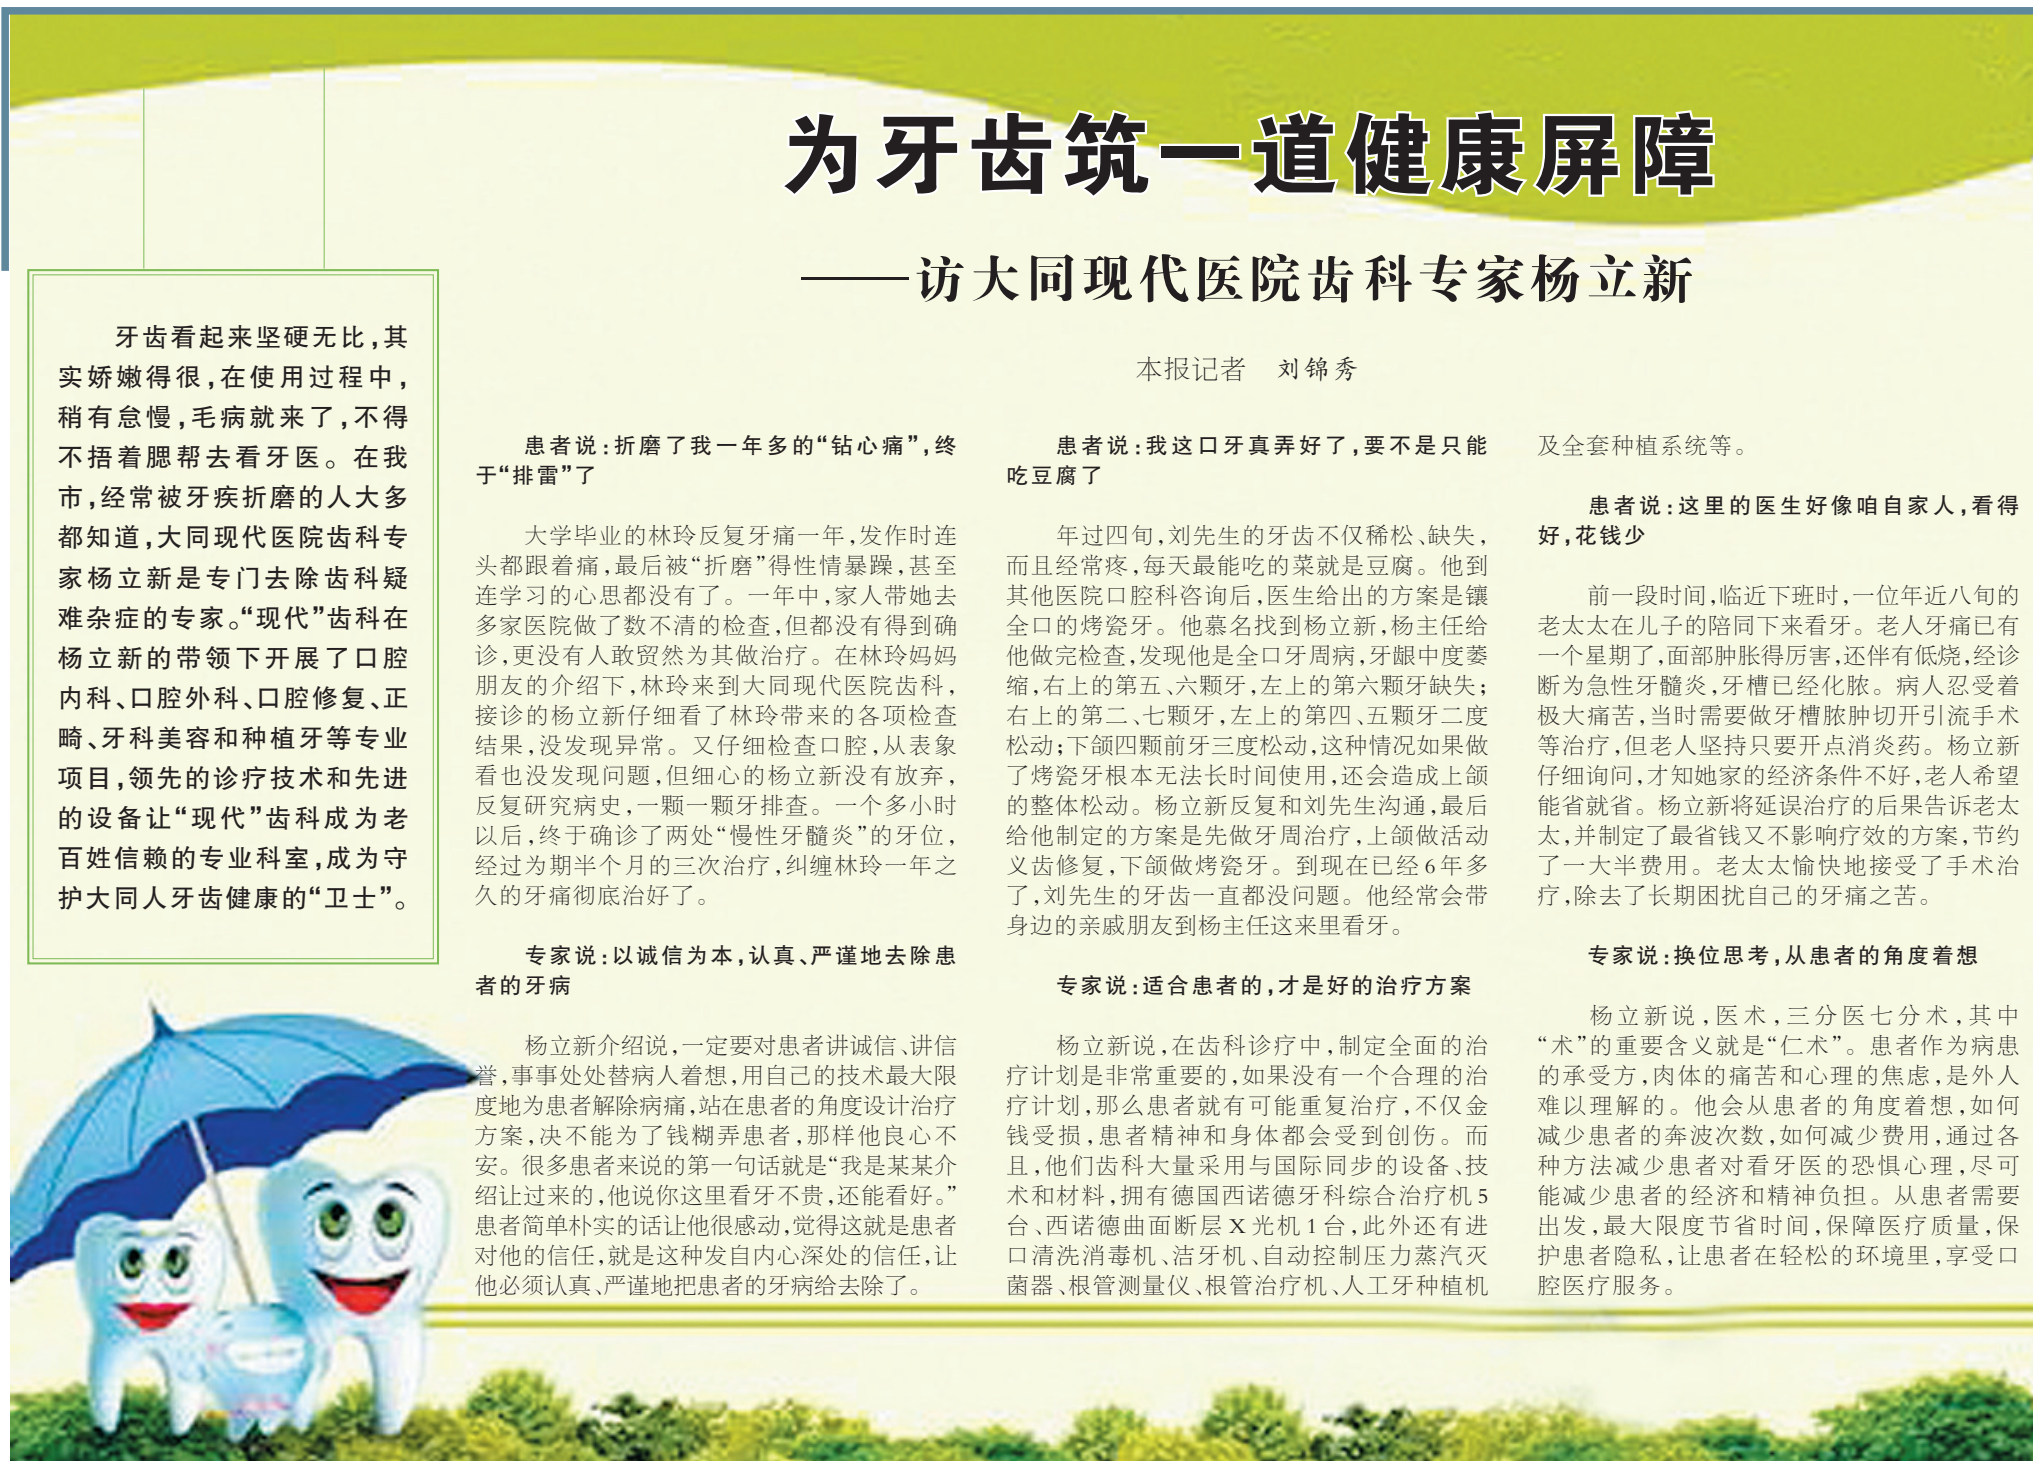 为牙齿筑一道健康屏障
——访大同现代医院齿科专家杨立新
本报记者 刘锦秀
牙齿看起来坚硬无比，其
实娇嫩得很，在使用过程中，
稍有怠慢，毛病就来了，不得
不捂着腮帮去看牙医。在我
市，经常被牙疾折磨的人大多
都知道，大同现代医院齿科专
家杨立新是专门去除齿科疑
难杂症的专家。“现代”齿科在
杨立新的带领下开展了口腔
内科、口腔外科、口腔修复、正
畸、牙科美容和种植牙等专业
项目，领先的诊疗技术和先进
的设备让“现代”齿科成为老
百姓信赖的专业科室，成为守
护大同人牙齿健康的“卫士”。
患者说：折磨了我一年多的“钻心痛”，终
于“排雷”了
大学毕业的林玲反复牙痛一年，发作时连
头都跟着痛，最后被“折磨”得性情暴躁，甚至
连学习的心思都没有了。一年中，家人带她去
多家医院做了数不清的检查，但都没有得到确
诊，更没有人敢贸然为其做治疗。在林玲妈妈
朋友的介绍下，林玲来到大同现代医院齿科，
接诊的杨立新仔细看了林玲带来的各项检查
结果，没发现异常。又仔细检查口腔，从表象
看也没发现问题，但细心的杨立新没有放弃，
反复研究病史，一颗一颗牙排查。一个多小时
以后，终于确诊了两处“慢性牙髓炎”的牙位，
经过为期半个月的三次治疗，纠缠林玲一年之
久的牙痛彻底治好了。
专家说：以诚信为本，认真、严谨地去除患
者的牙病
杨立新介绍说，一定要对患者讲诚信、讲信
誉，事事处处替病人着想，用自己的技术最大限
度地为患者解除病痛，站在患者的角度设计治疗
方案，决不能为了钱糊弄患者，那样他良心不
安。很多患者来说的第一句话就是“我是某某介
绍让过来的，他说你这里看牙不贵，还能看好。”
患者简单朴实的话让他很感动，觉得这就是患者
对他的信任，就是这种发自内心深处的信任，让
他必须认真、严谨地把患者的牙病给去除了。
患者说：我这口牙真弄好了，要不是只能
吃豆腐了
年过四旬，刘先生的牙齿不仅稀松、缺失，
而且经常疼，每天最能吃的菜就是豆腐。他到
其他医院口腔科咨询后，医生给出的方案是镶
全口的烤瓷牙。他慕名找到杨立新，杨主任给
他做完检查，发现他是全口牙周病，牙龈中度萎
缩，右上的第五、六颗牙，左上的第六颗牙缺失；
右上的第二、七颗牙，左上的第四、五颗牙二度
松动；下颌四颗前牙三度松动，这种情况如果做
了烤瓷牙根本无法长时间使用，还会造成上颌
的整体松动。杨立新反复和刘先生沟通，最后
给他制定的方案是先做牙周治疗，上颌做活动
义齿修复，下颌做烤瓷牙。到现在已经6年多
了，刘先生的牙齿一直都没问题。他经常会带
身边的亲戚朋友到杨主任这来里看牙。
专家说：适合患者的，才是好的治疗方案
杨立新说，在齿科诊疗中，制定全面的治
疗计划是非常重要的，如果没有一个合理的治
疗计划，那么患者就有可能重复治疗，不仅金
钱受损，患者精神和身体都会受到创伤。而
且，他们齿科大量采用与国际同步的设备、技
术和材料，拥有德国西诺德牙科综合治疗机5
台、西诺德曲面断层X光机1台，此外还有进
口清洗消毒机、洁牙机、自动控制压力蒸汽灭
菌器、根管测量仪、根管治疗机、人工牙种植机
及全套种植系统等。
患者说：这里的医生好像咱自家人，看得
好，花钱少
前一段时间，临近下班时，一位年近八旬的
老太太在儿子的陪同下来看牙。老人牙痛已有
一个星期了，面部肿胀得厉害，还伴有低烧，经诊
断为急性牙髓炎，牙槽已经化脓。病人忍受着
极大痛苦，当时需要做牙槽脓肿切开引流手术
等治疗，但老人坚持只要开点消炎药。杨立新
仔细询问，才知她家的经济条件不好，老人希望
能省就省。杨立新将延误治疗的后果告诉老太
太，并制定了最省钱又不影响疗效的方案，节约
了一大半费用。老太太愉快地接受了手术治
疗，除去了长期困扰自己的牙痛之苦。
专家说：换位思考，从患者的角度着想
杨立新说，医术，三分医七分术，其中
“术”的重要含义就是“仁术”。患者作为病患
的承受方，肉体的痛苦和心理的焦虑，是外人
难以理解的。他会从患者的角度着想，如何
减少患者的奔波次数，如何减少费用，通过各
种方法减少患者对看牙医的恐惧心理，尽可
能减少患者的经济和精神负担。从患者需要
出发，最大限度节省时间，保障医疗质量，保
护患者隐私，让患者在轻松的环境里，享受口
腔医疗服务。